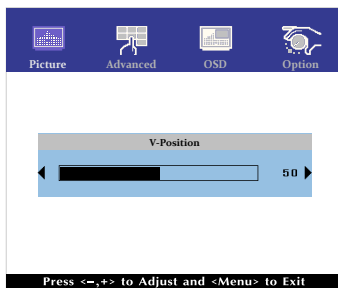 Picture Advanced OSD Option
V-Position
50
Press <–,+> to Adjust and <Menu> to Exit